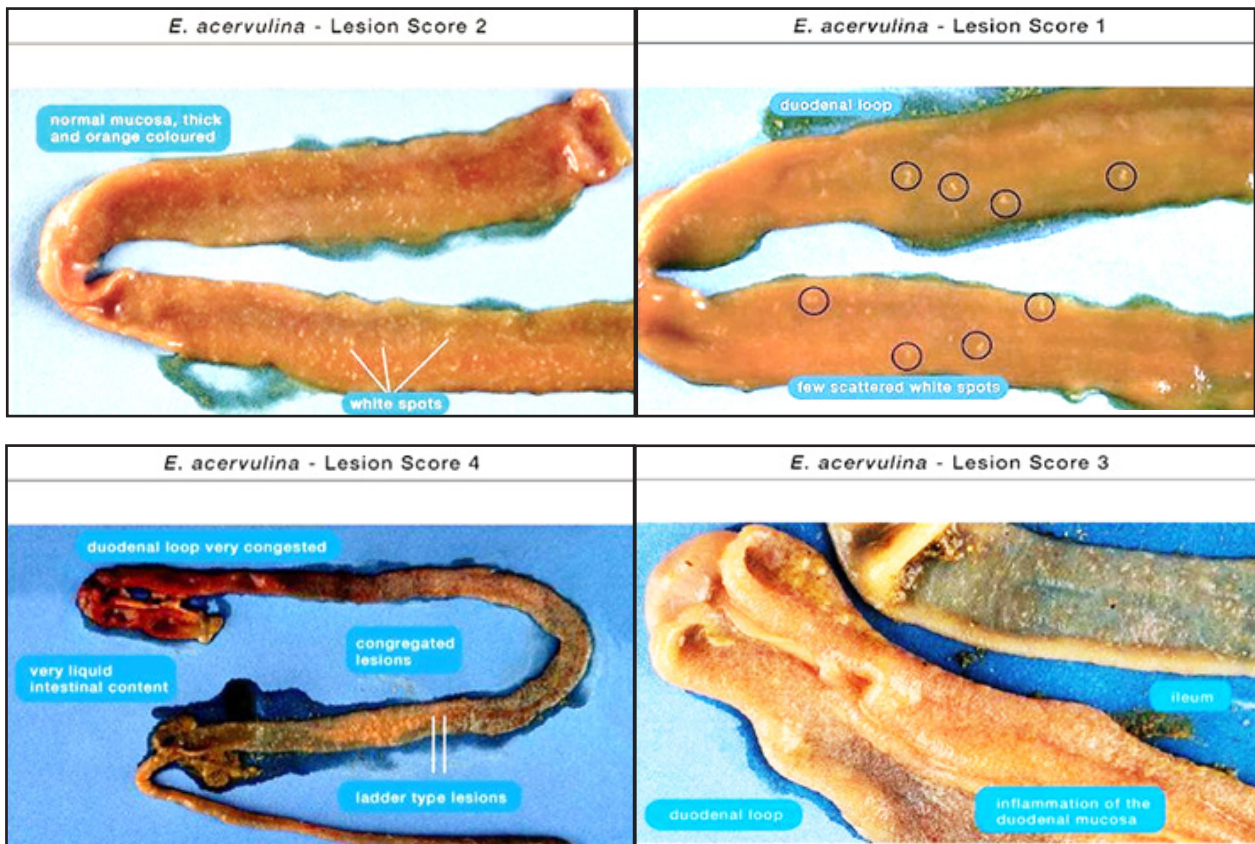 E. acervulina - Lesion Score 2
normal mucosa, thick
and orange coloured
white spots
E. acervulina - Lesion Score 1
duodenal loop
few scattered white spots
E. acervulina - Lesion Score 4
duodenal loop very congested
congregated
lesions
very liquid
intestinal content
ladder type lesions
E. acervulina - Lesion Score 3
ileum
duodenal loop
inflammation of the
duodenal mucosa